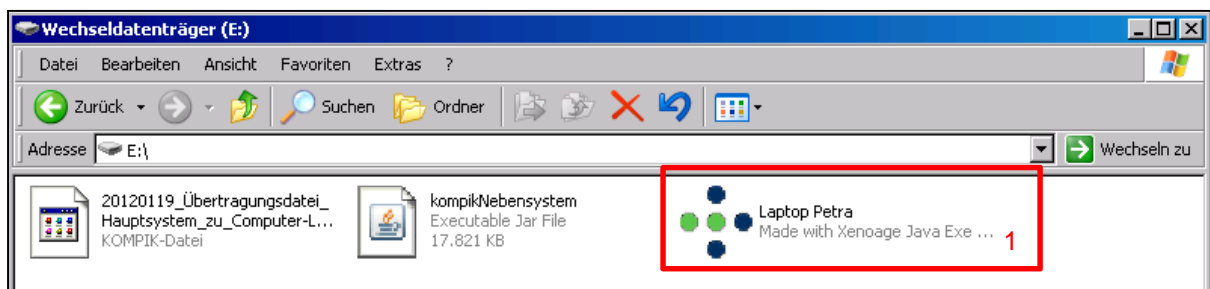 Wechseldatenträger (E:)
Datei Bearbeiten Ansicht Favoriten Extras ?
Zurück Suchen Ordner
Adresse E:\ Wechseln zu
20120119_Übertragungsdatei_
Hauptsystem_zu_Computer-L...
KOMPIK-Datei
kompikNebensystem
Executable Jar File
17.821 KB
Laptop Petra
Made with Xenoage Java Exe ...
1